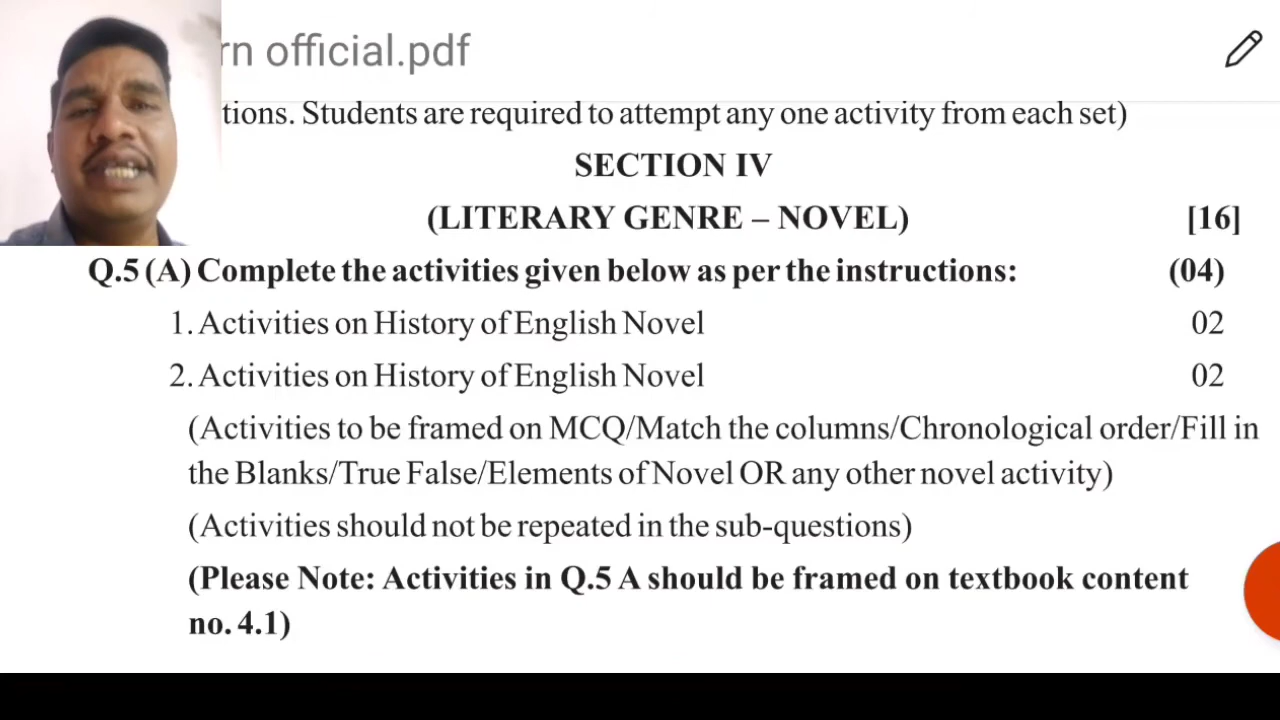 rn official.pdf
tions. Students are required to attempt any one activity from each set)
SECTION IV
(LITERARY GENRE – NOVEL) [16]
Q.5 (A) Complete the activities given below as per the instructions: (04)
1. Activities on History of English Novel 02
2. Activities on History of English Novel 02
(Activities to be framed on MCQ/Match the columns/Chronological order/Fill in
the Blanks/True False/Elements of Novel OR any other novel activity)
(Activities should not be repeated in the sub-questions)
(Please Note: Activities in Q.5 A should be framed on textbook content
no. 4.1)